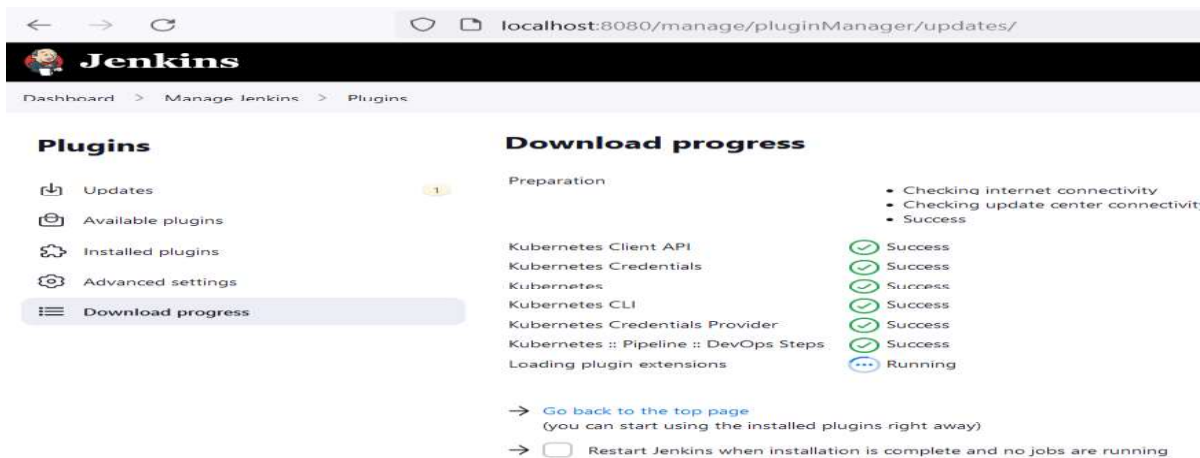 localhost:8080/manage/pluginManager/updates/
Jenkins
Dashboard > Manage Jenkins > Plugins
Plugins
Updates 1
Available plugins
Installed plugins
Advanced settings
Download progress
Download progress
Preparation
• Checking internet connectivity
• Checking update center connectivity
• Success
Kubernetes Client API Success
Kubernetes Credentials Success
Kubernetes Success
Kubernetes CLI Success
Kubernetes Credentials Provider Success
Kubernetes :: Pipeline :: DevOps Steps Success
Loading plugin extensions Running
→ Go back to the top page
(you can start using the installed plugins right away)
→ Restart Jenkins when installation is complete and no jobs are running